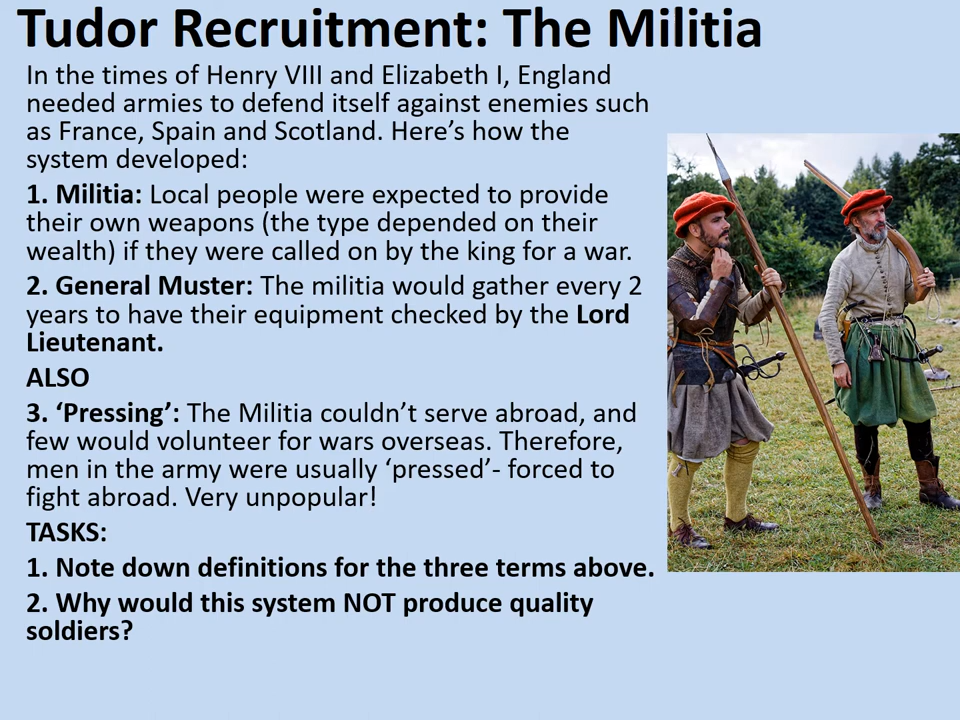 Tudor Recruitment: The Militia
In the times of Henry VIII and Elizabeth I, England
needed armies to defend itself against enemies such
as France, Spain and Scotland. Here’s how the
system developed:
1. Militia: Local people were expected to provide
their own weapons (the type depended on their
wealth) if they were called on by the king for a war.
2. General Muster: The militia would gather every 2
years to have their equipment checked by the Lord
Lieutenant.
ALSO
3. ‘Pressing’: The Militia couldn’t serve abroad, and
few would volunteer for wars overseas. Therefore,
men in the army were usually ‘pressed’- forced to
fight abroad. Very unpopular!
TASKS:
1. Note down definitions for the three terms above.
2. Why would this system NOT produce quality
soldiers?